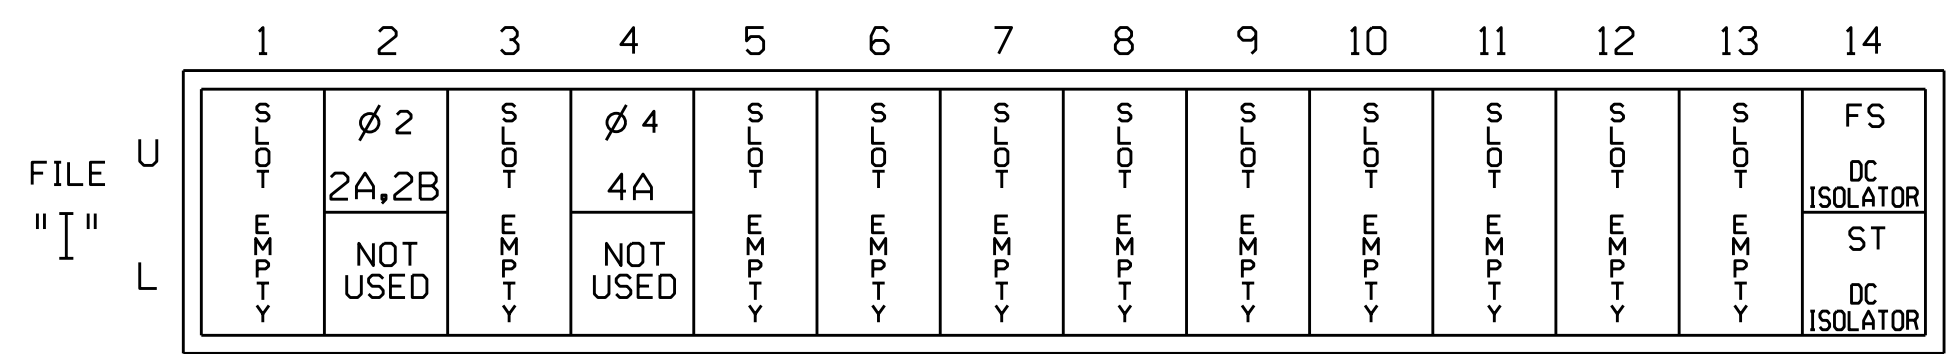 1 2 3 4 5 6 7 8 9 10 11 12 13 14
FILE
"I"
U
L
SLOT EMPTY
Ø 2
2A,2B
NOT
USED
SLOT EMPTY
Ø 4
4A
NOT
USED
SLOT EMPTY
SLOT EMPTY
SLOT EMPTY
SLOT EMPTY
SLOT EMPTY
SLOT EMPTY
SLOT EMPTY
SLOT EMPTY
SLOT EMPTY
FS
DC
ISOLATOR
ST
DC
ISOLATOR